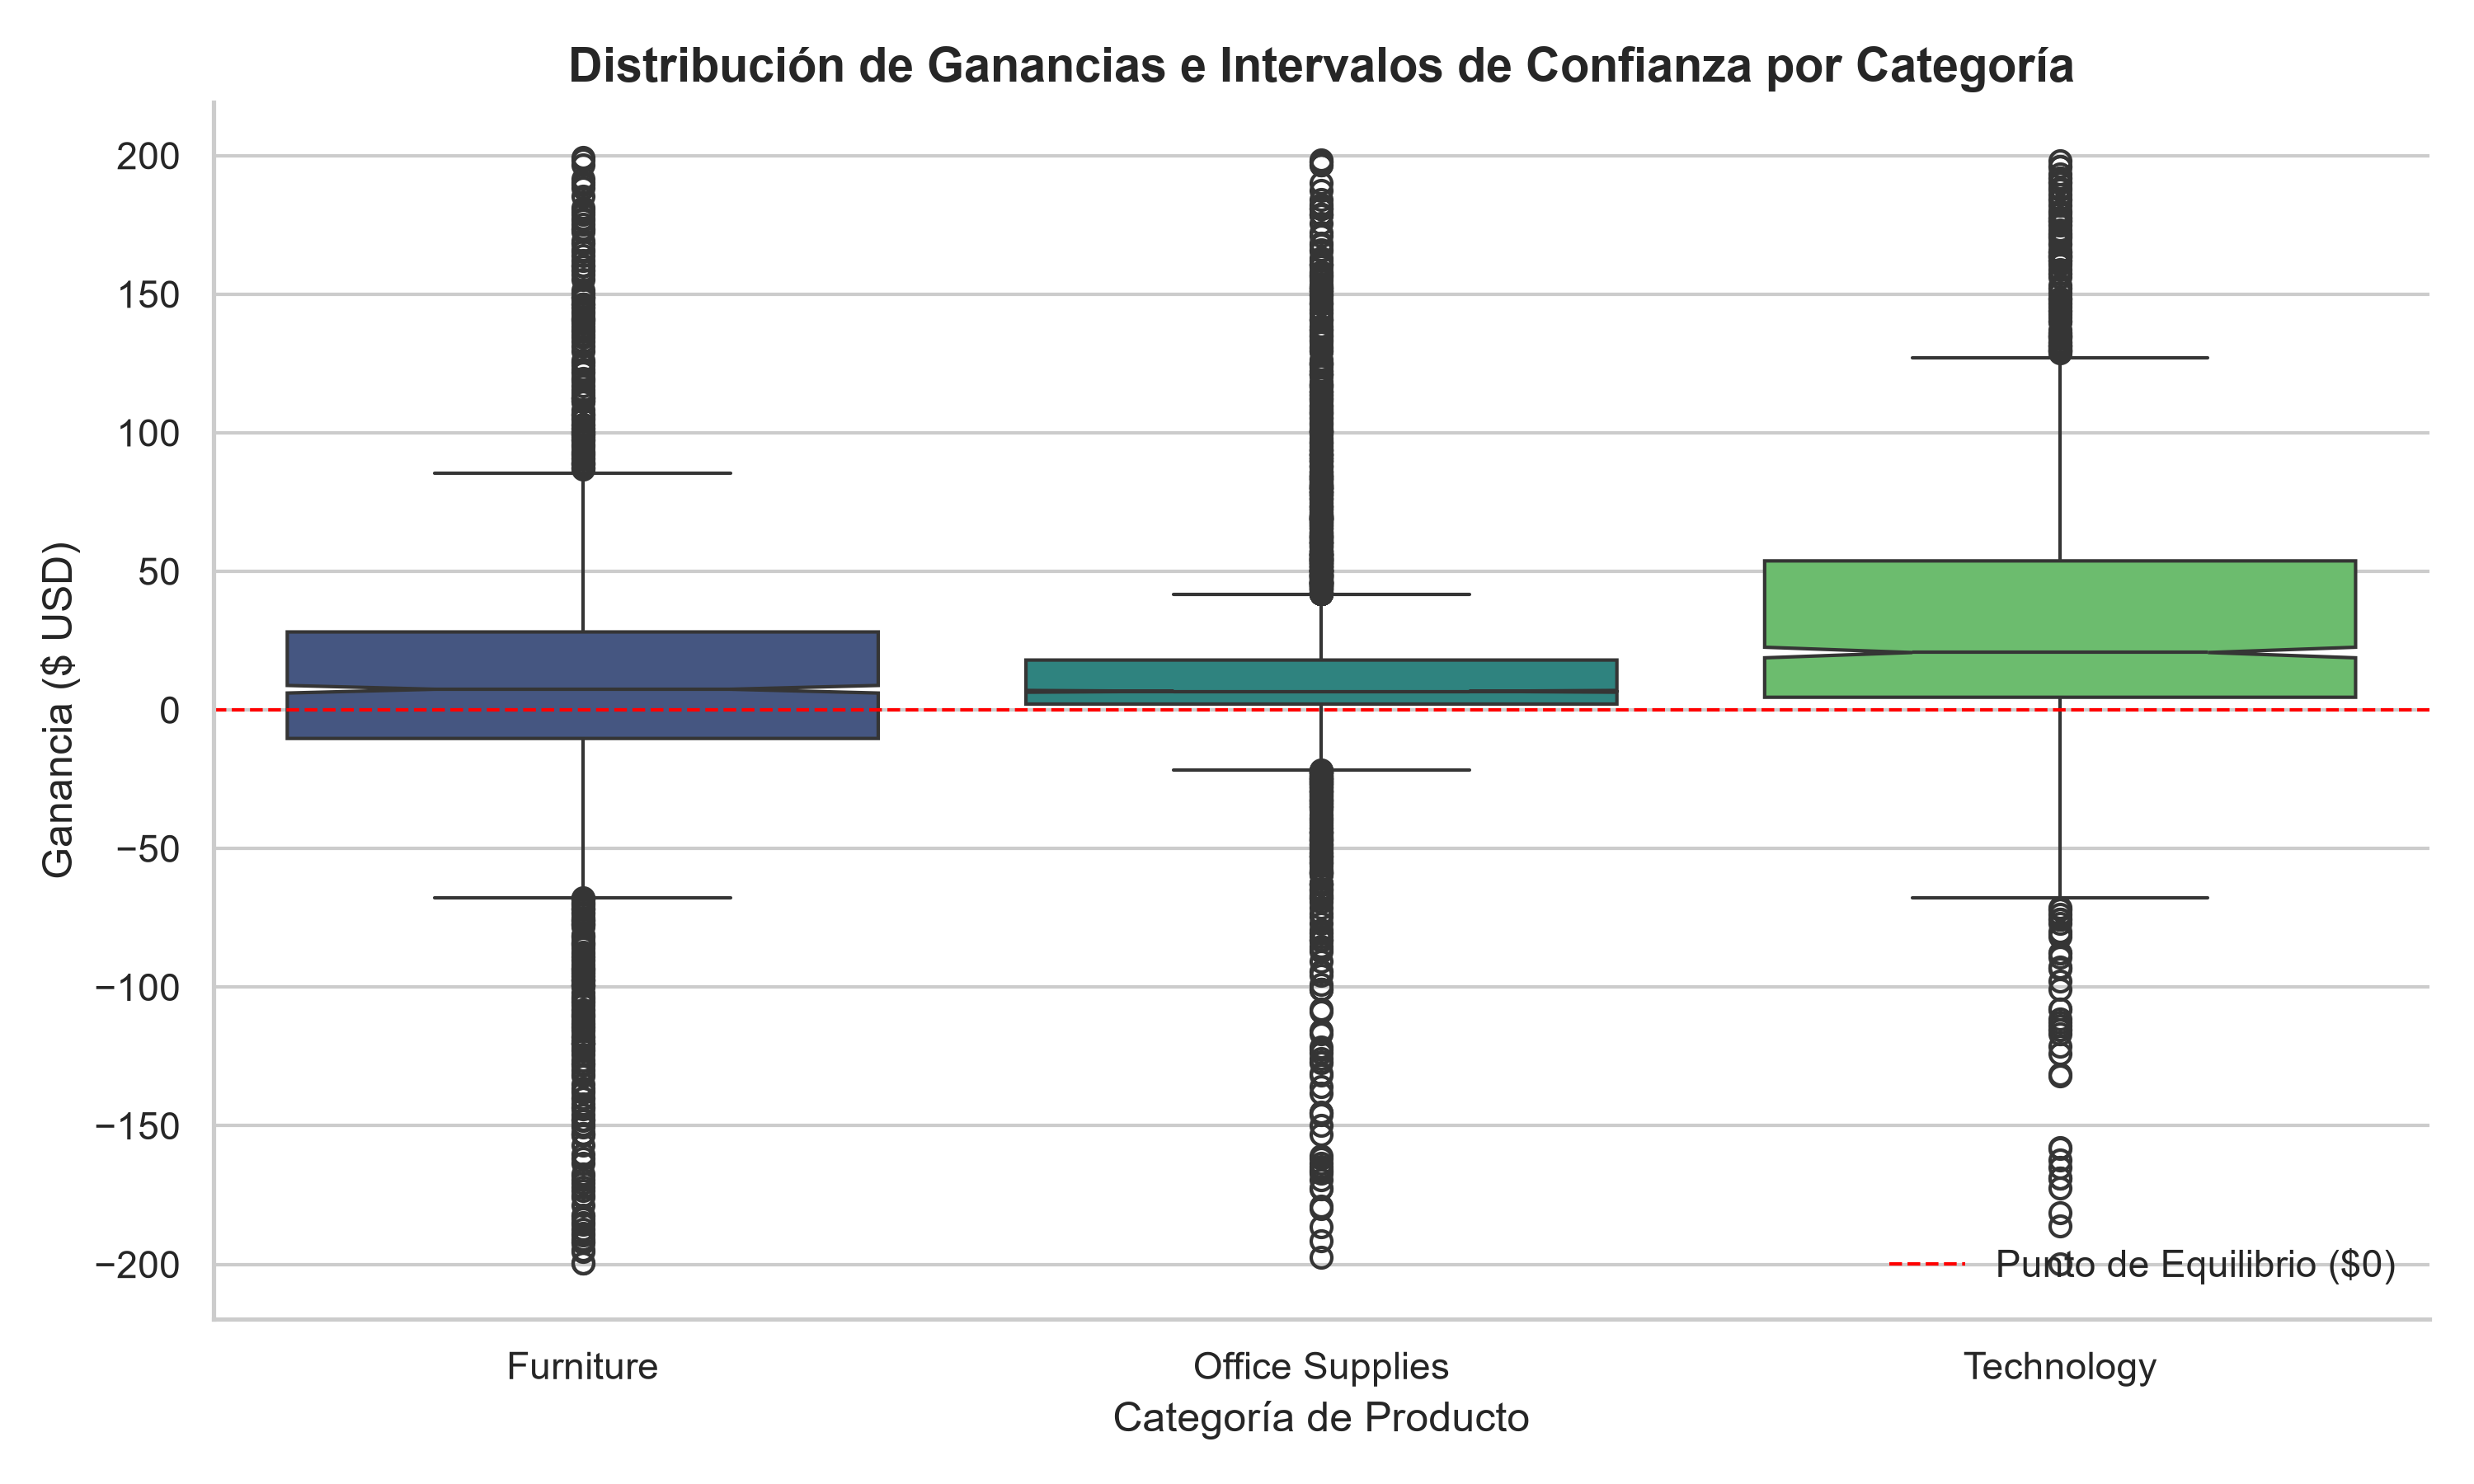 Distribución de Ganancias e Intervalos de Confianza por Categoría
Ganancia ($ USD)
200
150
100
50
0
−50
−100
−150
−200
Punto de Equilibrio ($0)
Furniture
Office Supplies
Technology
Categoría de Producto